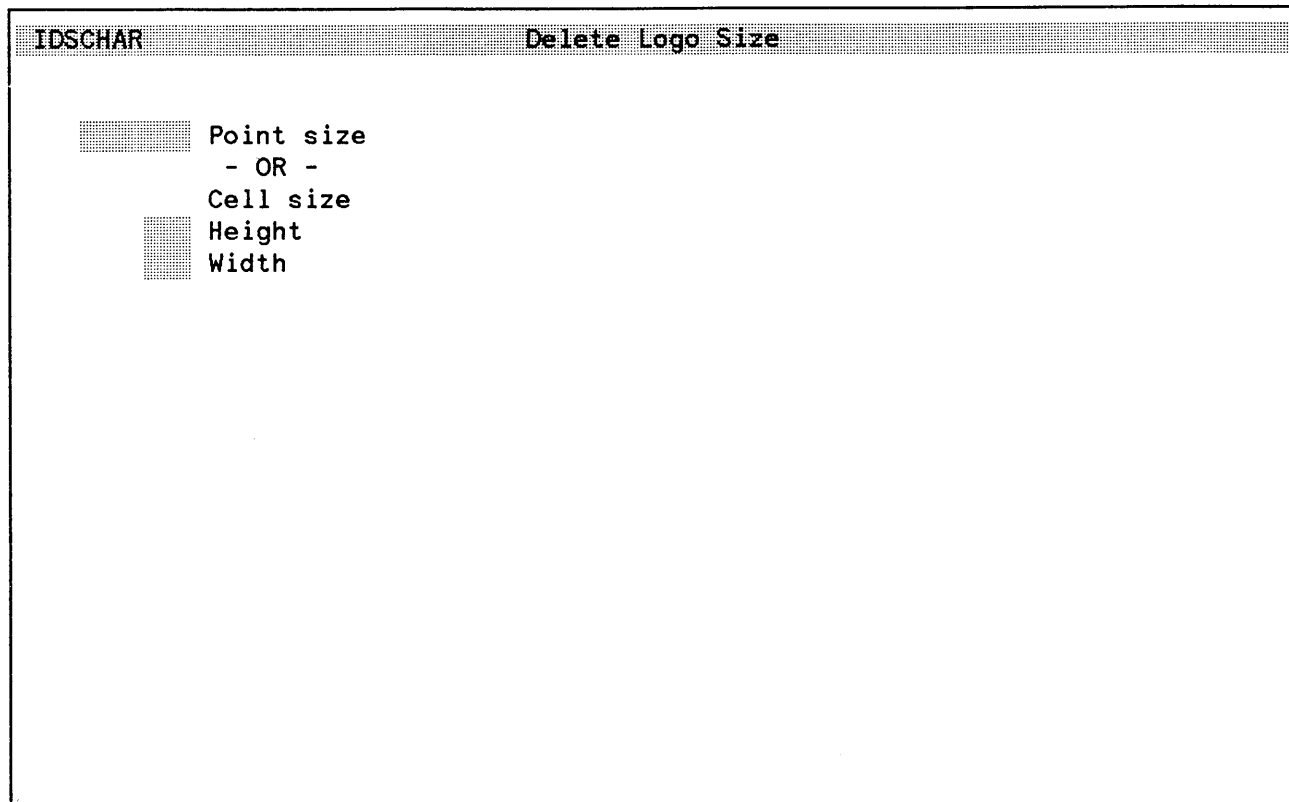 IDSCHAR Delete Logo Size
Point size
- OR -
Cell size
Height
Width